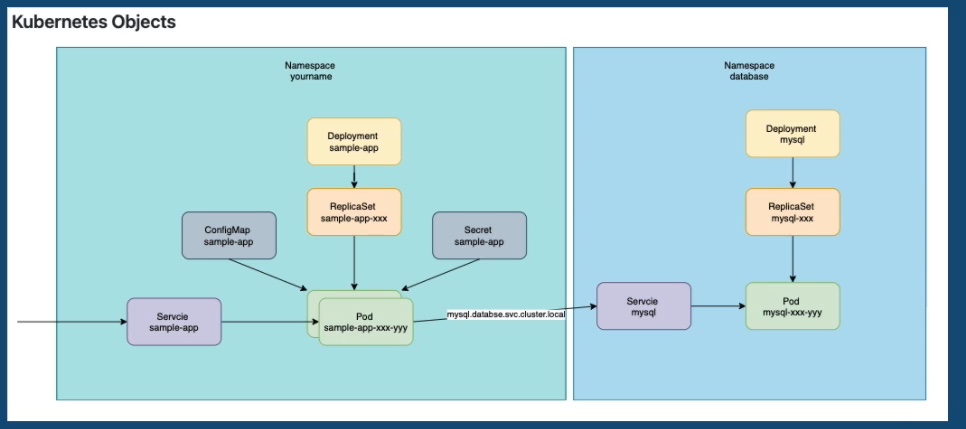 Kubernetes Objects
Namespace
yourname
Namespace
database
Deployment
sample-app
Deployment
mysql
ReplicaSet
sample-app-xxx
ReplicaSet
mysql-xxx
ConfigMap
sample-app
Secret
sample-app
Servcie
sample-app
Pod
sample-app-xxx-yyy
mysql.databse.svc.cluster.local
Servcie
mysql
Pod
mysql-xxx-yyy